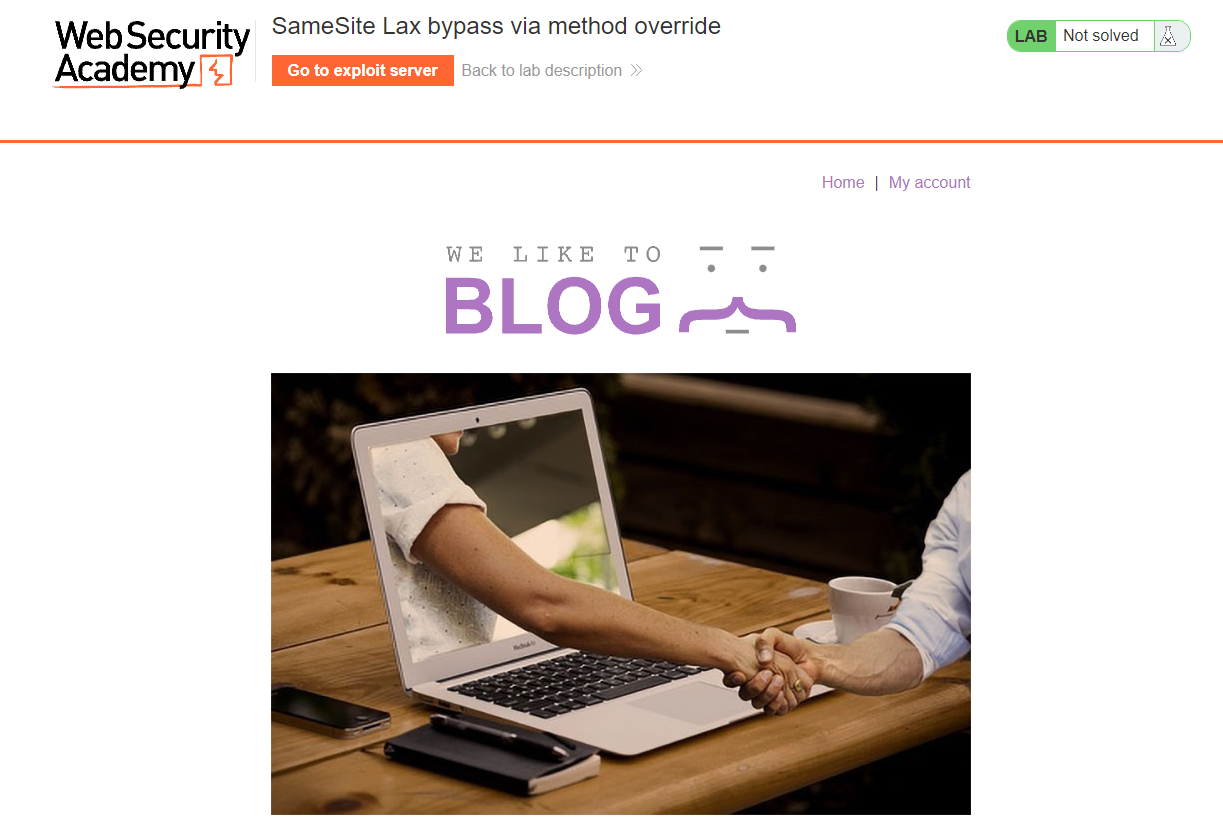 Web Security
Academy
SameSite Lax bypass via method override
Go to exploit server
Back to lab description
LAB
Not solved
Home | My account
WE LIKE TO
BLOG